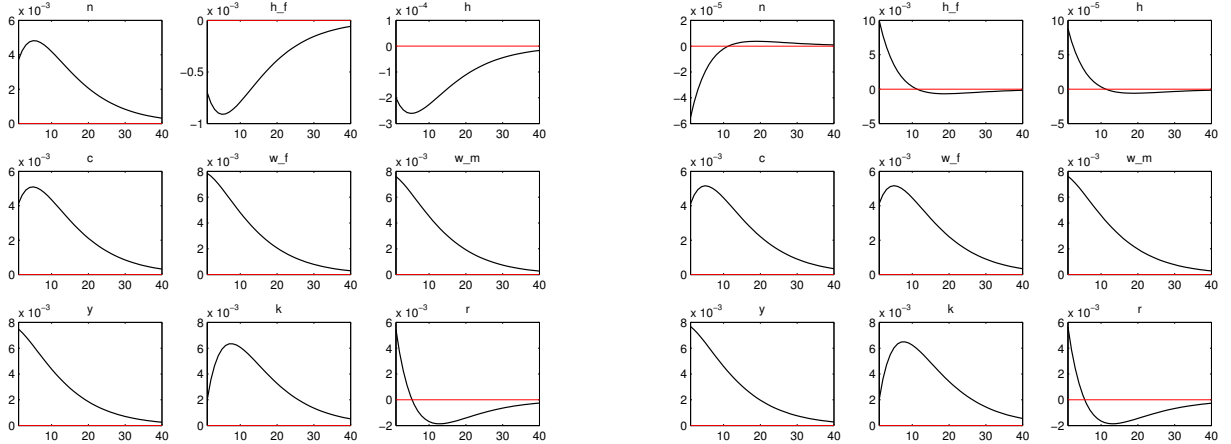 x 10⁻³ n
6
4
2
0
10 20 30 40
x 10⁻³ h_f
0
−0.5
−1
10 20 30 40
x 10⁻⁴ h
1
0
−1
−2
−3
10 20 30 40
x 10⁻⁵ n
2
0
−2
−4
−6
10 20 30 40
x 10⁻³ h_f
10
5
0
−5
10 20 30 40
x 10⁻⁵ h
10
5
0
−5
10 20 30 40
x 10⁻³ c
6
4
2
0
10 20 30 40
x 10⁻³ w_f
8
6
4
2
0
10 20 30 40
x 10⁻³ w_m
8
6
4
2
0
10 20 30 40
x 10⁻³ c
6
4
2
0
10 20 30 40
x 10⁻³ w_f
6
4
2
0
10 20 30 40
x 10⁻³ w_m
8
6
4
2
0
10 20 30 40
x 10⁻³ y
8
6
4
2
0
10 20 30 40
x 10⁻³ k
8
6
4
2
0
10 20 30 40
x 10⁻³ r
6
4
2
0
−2
10 20 30 40
x 10⁻³ y
8
6
4
2
0
10 20 30 40
x 10⁻³ k
8
6
4
2
0
10 20 30 40
x 10⁻³ r
6
4
2
0
−2
10 20 30 40